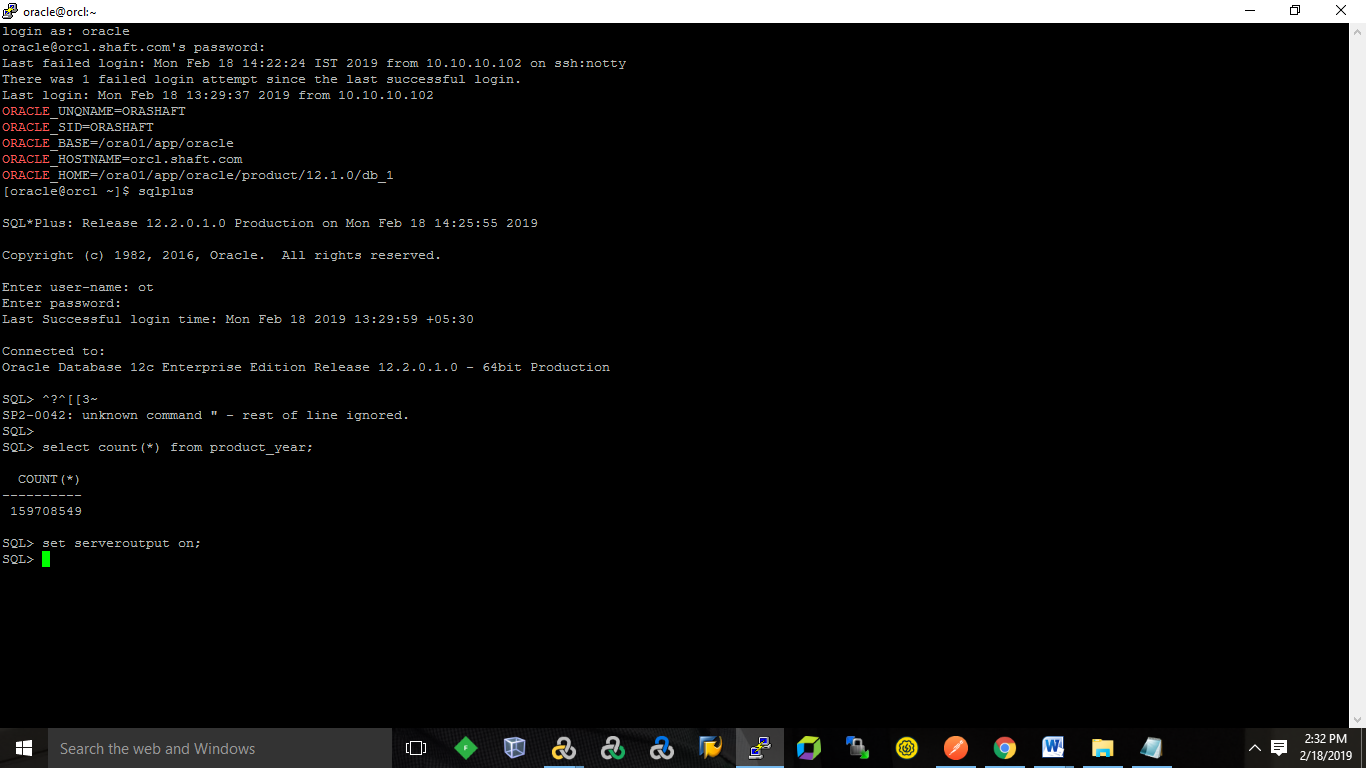 oracle@orcl:~
login as: oracle
oracle@orcl.shaft.com's password:
Last failed login: Mon Feb 18 14:22:24 IST 2019 from 10.10.10.102 on ssh:notty
There was 1 failed login attempt since the last successful login.
Last login: Mon Feb 18 13:29:37 2019 from 10.10.10.102
ORACLE_UNQNAME=ORASHAFT
ORACLE_SID=ORASHAFT
ORACLE_BASE=/ora01/app/oracle
ORACLE_HOSTNAME=orcl.shaft.com
ORACLE_HOME=/ora01/app/oracle/product/12.1.0/db_1
[oracle@orcl ~]$ sqlplus
SQL*Plus: Release 12.2.0.1.0 Production on Mon Feb 18 14:25:55 2019
Copyright (c) 1982, 2016, Oracle.  All rights reserved.
Enter user-name: ot
Enter password:
Last Successful login time: Mon Feb 18 2019 13:29:59 +05:30
Connected to:
Oracle Database 12c Enterprise Edition Release 12.2.0.1.0 - 64bit Production
SQL> ^?^[[3~
SP2-0042: unknown command " - rest of line ignored.
SQL>
SQL> select count(*) from product_year;
COUNT(*)
----------
159708549
SQL> set serveroutput on;
SQL>
Search the web and Windows
2:32 PM
2/18/2019